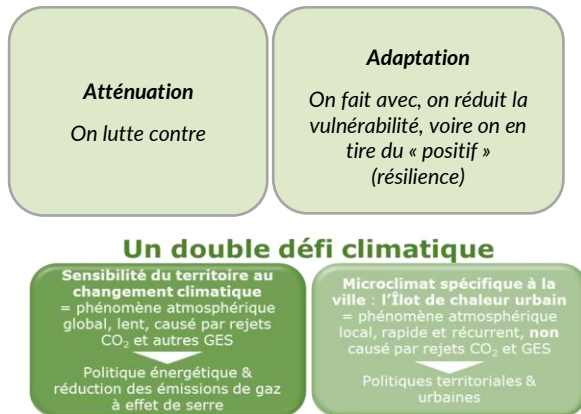 Atténuation
On lutte contre
Adaptation
On fait avec, on réduit la
vulnérabilité, voire on en
tire du « positif »
(résilience)
Un double défi climatique
Sensibilité du territoire au
changement climatique
= phénomène atmosphérique
global, lent, causé par rejets
CO₂ et autres GES
Politique énergétique &
réduction des émissions de gaz
à effet de serre
Microclimat spécifique à la
ville : l'Îlot de chaleur urbain
= phénomène atmosphérique
local, rapide et récurrent, non
causé par rejets CO₂ et GES
Politiques territoriales &
urbaines